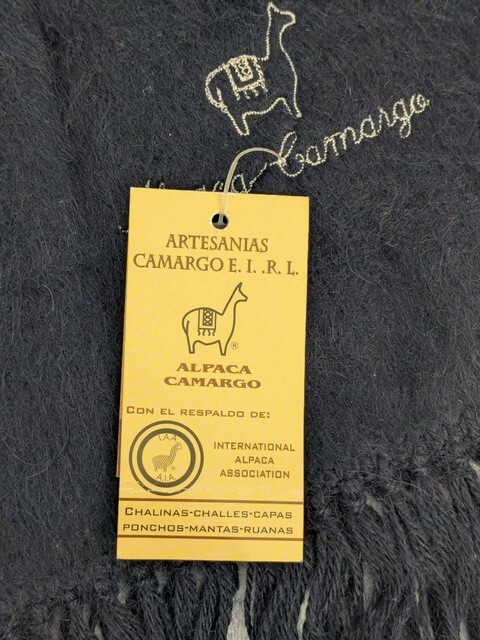 Camargo
ARTESANIAS
CAMARGO E. I. .R. L.
®
ALPACA
CAMARGO
CON EL RESPALDO DE:
I.A.A.
®
A.I.A.
INTERNATIONAL
ALPACA
ASSOCIATION
CHALINAS-CHALLES-CAPAS
PONCHOS-MANTAS-RUANAS